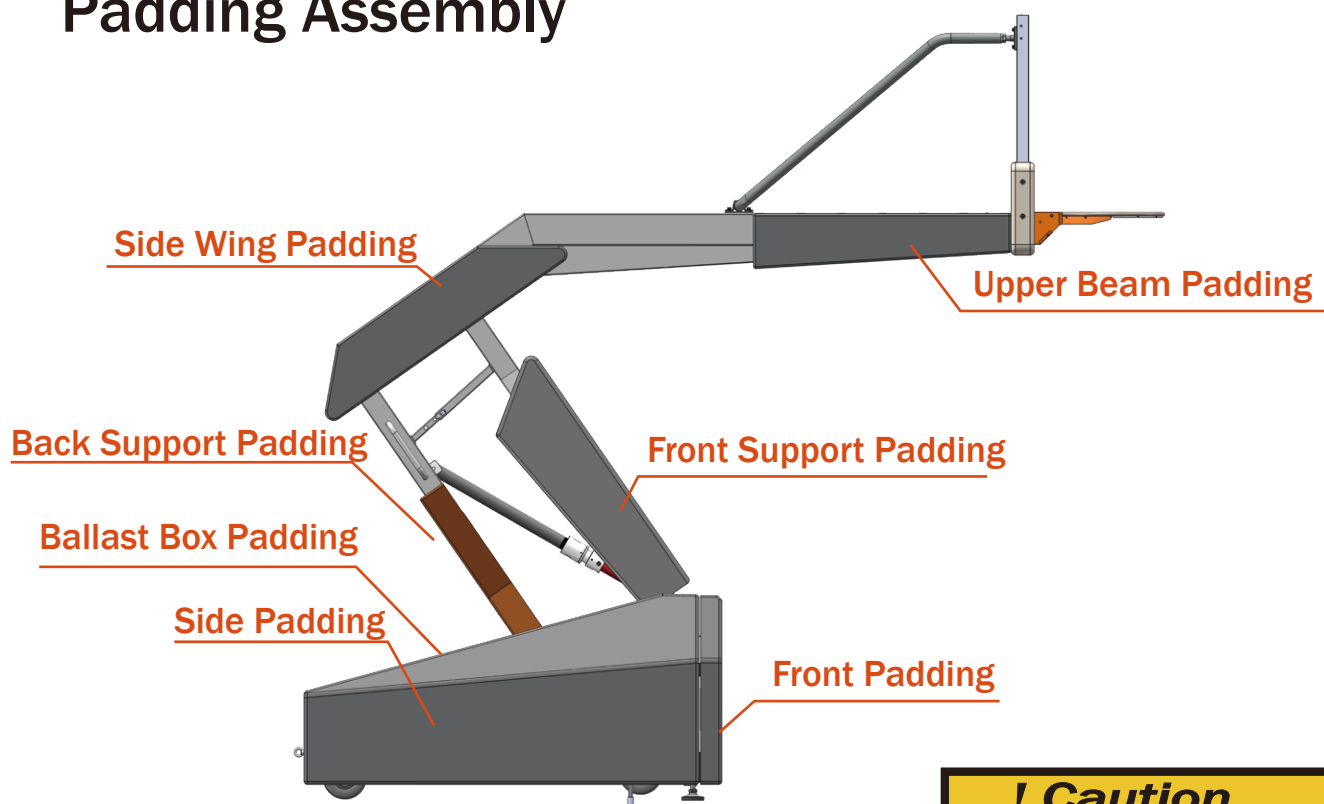 Padding Assembly
Side Wing Padding
Upper Beam Padding
Back Support Padding
Front Support Padding
Ballast Box Padding
Side Padding
Front Padding
! Caution